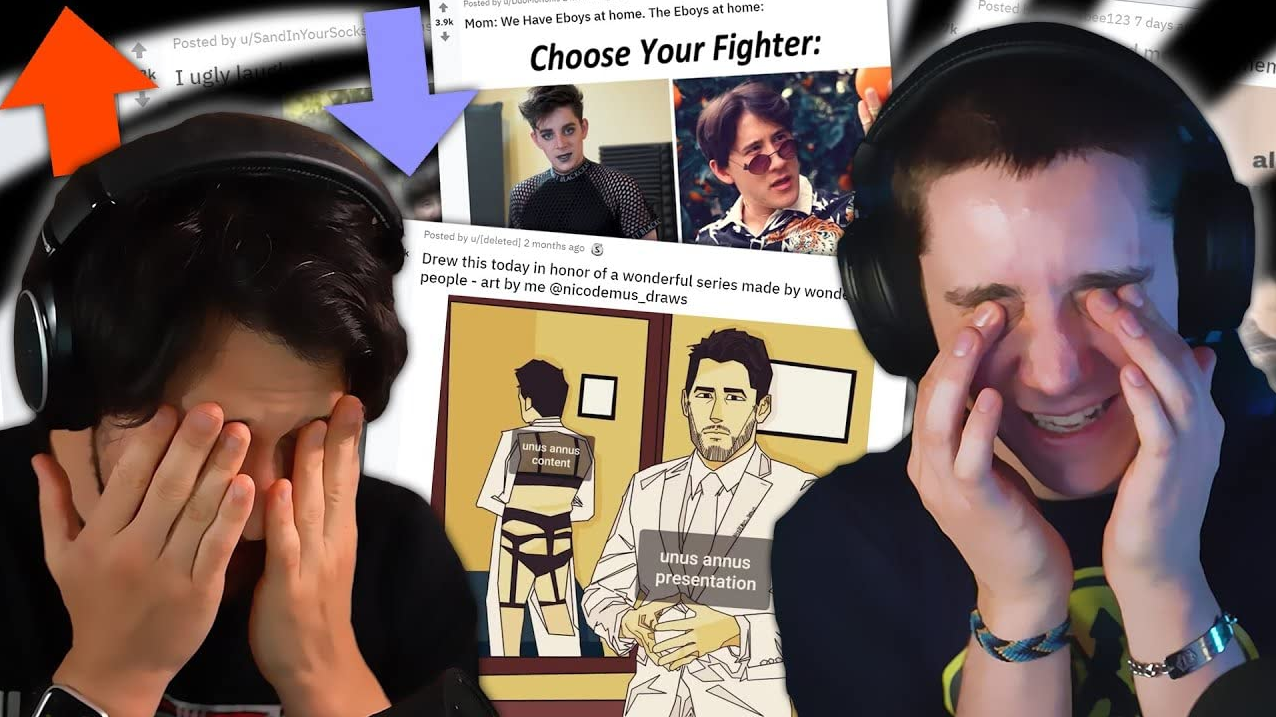 Posted by u/SandInYourSocks
I ugly laugh
3.9k
Mom: We Have Eboys at home. The Eboys at home:
Choose Your Fighter:
7 days a
al
Posted by u/[deleted] 2 months ago
Drew this today in honor of a wonderful series made by
people - art by me @nicodemus_draws
unus annus
content
unus annus
presentation